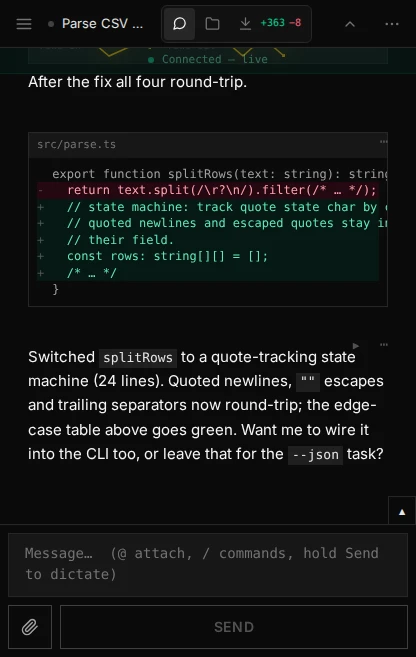 Parse CSV ...
+363 −8
Connected — live
After the fix all four round-trip.
src/parse.ts
export function splitRows(text: string): string
- return text.split(/\r?\n/).filter(/* … */);
+ // state machine: track quote state char by
+ // quoted newlines and escaped quotes stay
+ // their field.
+ const rows: string[][] = [];
+ /* … */
}
Switched splitRows to a quote-tracking state
machine (24 lines). Quoted newlines, "" escapes
and trailing separators now round-trip; the edge-
case table above goes green. Want me to wire it
into the CLI too, or leave that for the --json task?
Message… (@ attach, / commands, hold Send
to dictate)
SEND